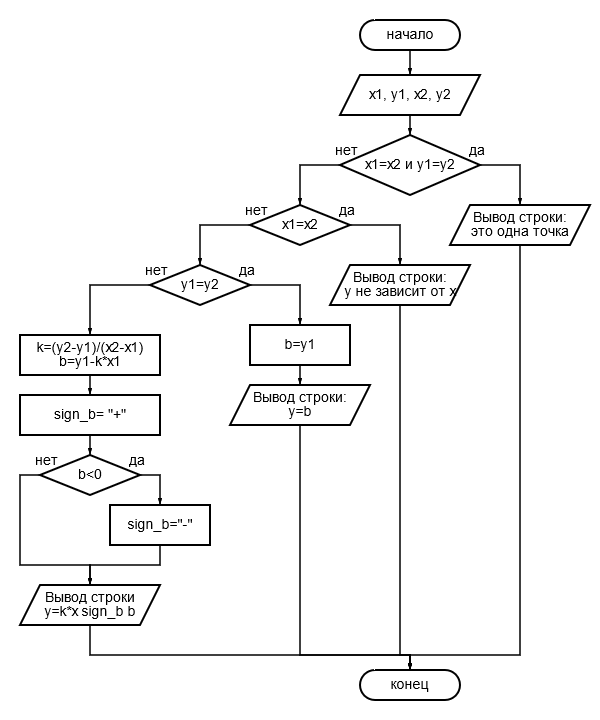 начало
x1, y1, x2, y2
нет
да
x1=x2 и y1=y2
нет
да
x1=x2
Вывод строки:
это одна точка
нет
да
y1=y2
Вывод строки:
y не зависит от x
k=(y2-y1)/(x2-x1)
b=y1-k*x1
b=y1
sign_b= "+"
Вывод строки:
y=b
нет
да
b<0
sign_b="-"
Вывод строки
y=k*x sign_b b
конец